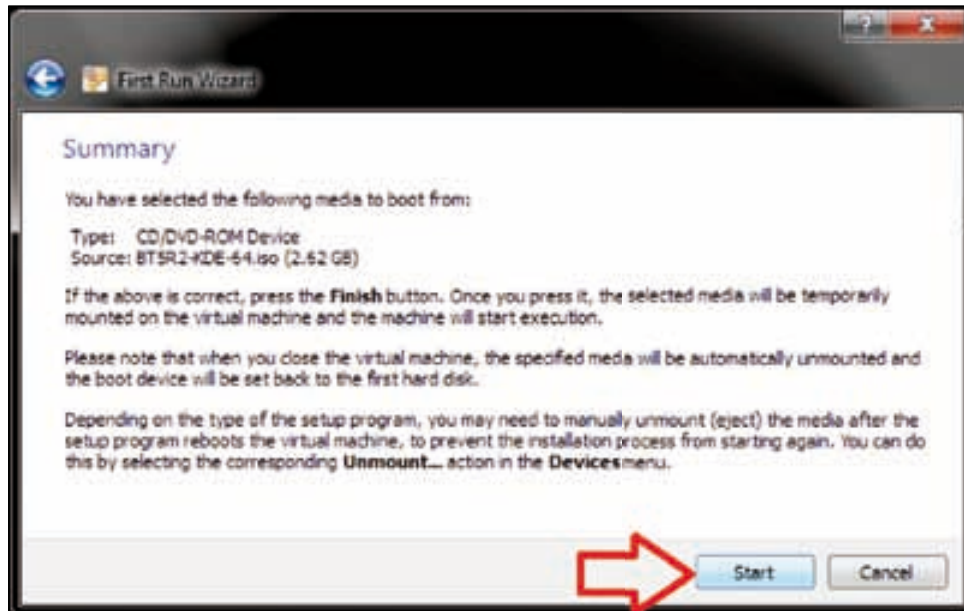 ?
First Run Wizard
Summary
You have selected the following media to boot from:
Type: CD/DVD-ROM Device
Source: BT5R2-KDE-64.iso (2.62 GB)
If the above is correct, press the Finish button. Once you press it, the selected media will be temporarily
mounted on the virtual machine and the machine will start execution.
Please note that when you close the virtual machine, the specified media will be automatically unmounted and
the boot device will be set back to the first hard disk.
Depending on the type of the setup program, you may need to manually unmount (eject) the media after the
setup program reboots the virtual machine, to prevent the installation process from starting again. You can do
this by selecting the corresponding Unmount... action in the Devices menu.
Start Cancel